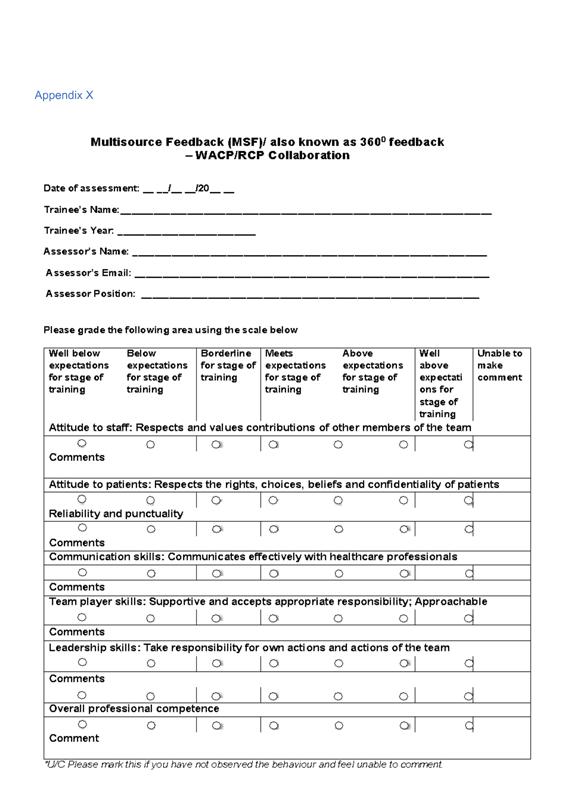 Appendix X
Multisource Feedback (MSF)/ also known as 360⁰ feedback
– WACP/RCP Collaboration
Date of assessment: __ __/__ __/20__ __
Trainee's Name:
Trainee's Year:
Assessor's Name:
Assessor's Email:
Assessor Position:
Please grade the following area using the scale below
Well below expectations for stage of training
Below expectations for stage of training
Borderline for stage of training
Meets expectations for stage of training
Above expectations for stage of training
Well above expectati ons for stage of training
Unable to make comment
Attitude to staff: Respects and values contributions of other members of the team
Comments
Attitude to patients: Respects the rights, choices, beliefs and confidentiality of patients
Reliability and punctuality
Comments
Communication skills: Communicates effectively with healthcare professionals
Comments
Team player skills: Supportive and accepts appropriate responsibility; Approachable
Comments
Leadership skills: Take responsibility for own actions and actions of the team
Comments
Overall professional competence
Comment
*U/C Please mark this if you have not observed the behaviour and feel unable to comment.